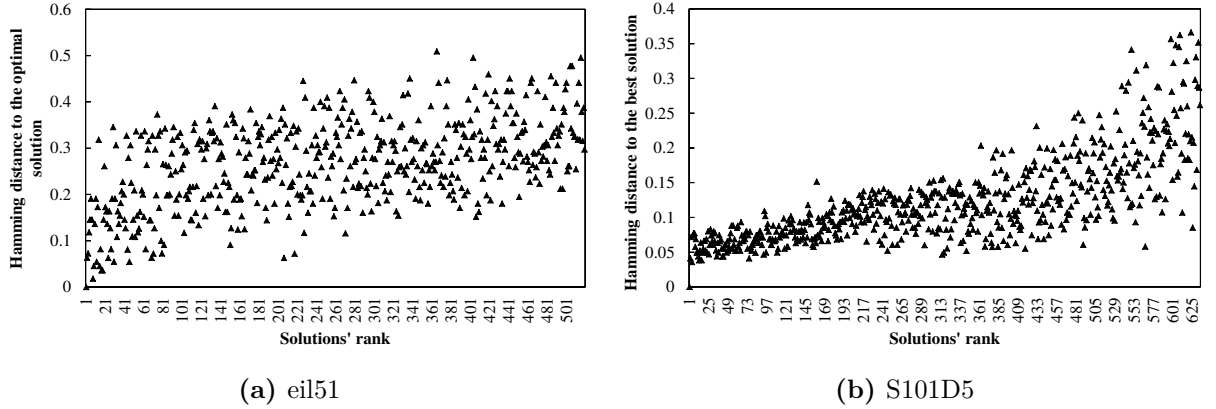 Hamming distance to the optimal
solution
0.6
0.5
0.4
0.3
0.2
0.1
0
1 21 41 61 81 101 121 141 161 181 201 221 241 261 281 301 321 341 361 381 401 421 441 461 481 501
Solutions' rank
(a) eil51
Hamming distance to the best solution
0.4
0.35
0.3
0.25
0.2
0.15
0.1
0.05
0
1 25 49 73 97 121 145 169 193 217 241 265 289 313 337 361 385 409 433 457 481 505 529 553 577 601 625
Solutions' rank
(b) S101D5